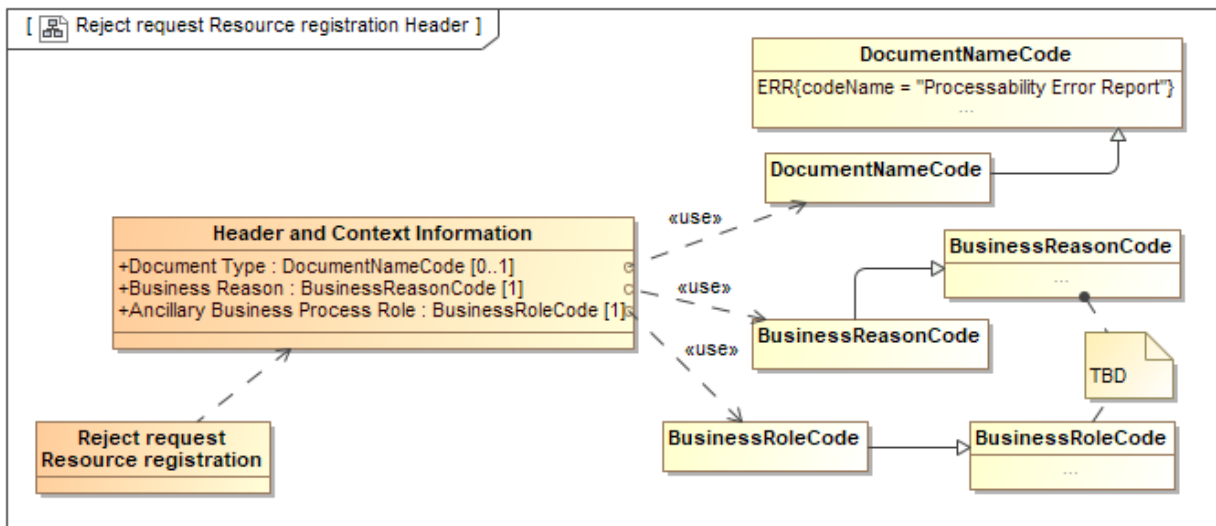 [ Reject request Resource registration Header ]
DocumentNameCode
ERR{codeName = "Processability Error Report"}
...
DocumentNameCode
«use»
Header and Context Information
+Document Type : DocumentNameCode [0..1]
+Business Reason : BusinessReasonCode [1]
+Ancillary Business Process Role : BusinessRoleCode [1]
«use»
BusinessReasonCode
...
BusinessReasonCode
«use»
TBD
Reject request
Resource registration
BusinessRoleCode
BusinessRoleCode
...